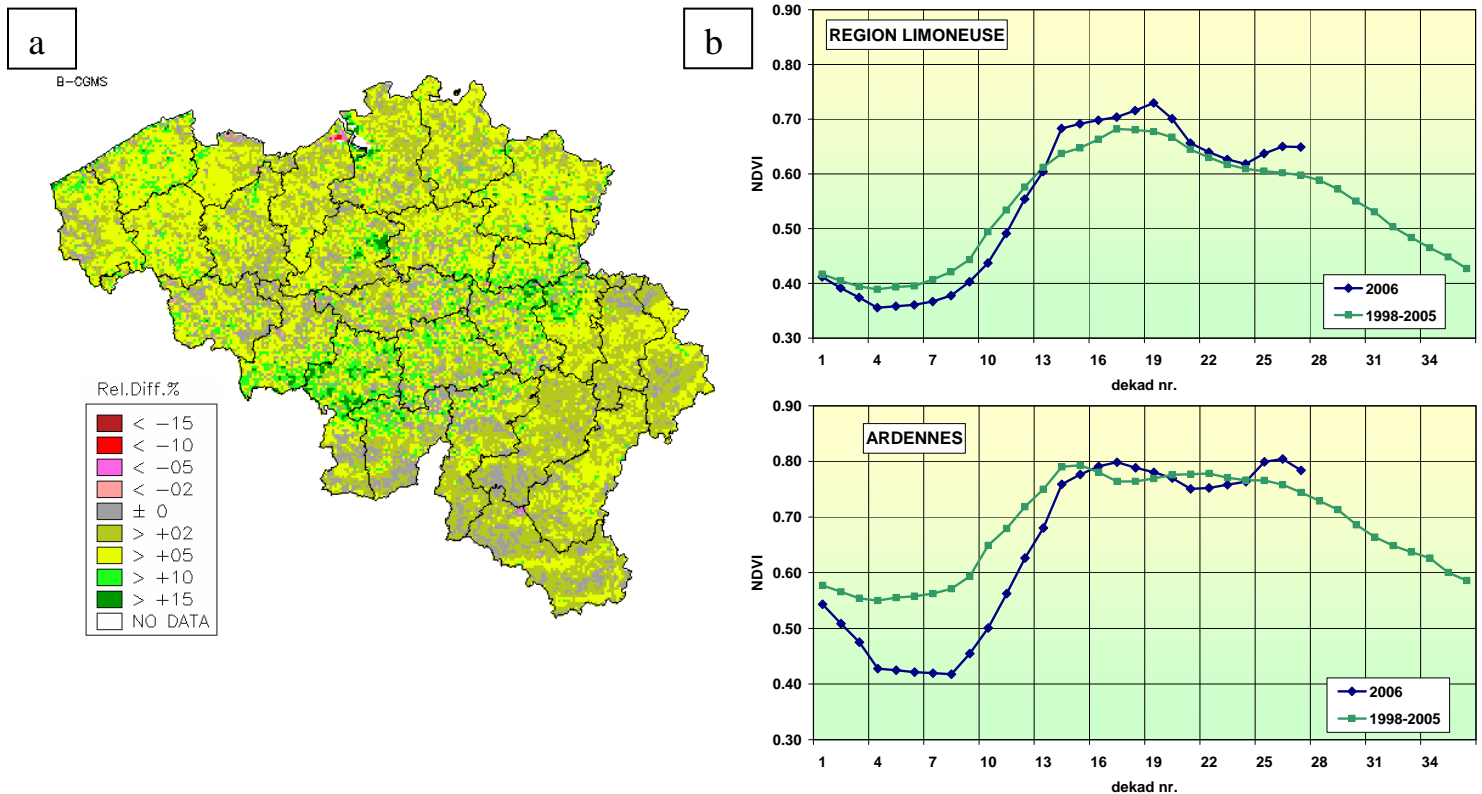 a
B-CGMS
Rel.Diff.%
< -15
< -10
< -05
< -02
± 0
> +02
> +05
> +10
> +15
NO DATA
b
REGION LIMONEUSE
NDVI
0.90
0.80
0.70
0.60
0.50
0.40
0.30
1 4 7 10 13 16 19 22 25 28 31 34
dekad nr.
2006
1998-2005
ARDENNES
NDVI
0.90
0.80
0.70
0.60
0.50
0.40
0.30
1 4 7 10 13 16 19 22 25 28 31 34
dekad nr.
2006
1998-2005